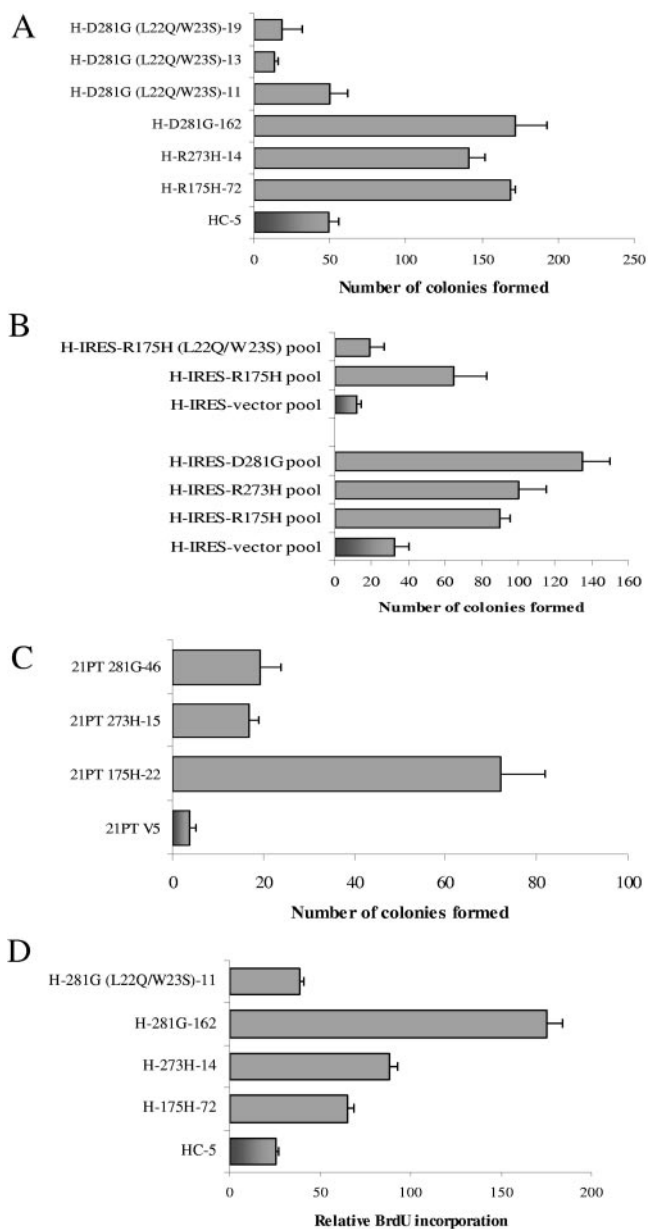 A
H-D281G (L22Q/W23S)-19
H-D281G (L22Q/W23S)-13
H-D281G (L22Q/W23S)-11
H-D281G-162
H-R273H-14
H-R175H-72
HC-5
0 50 100 150 200 250
Number of colonies formed
B
H-IRES-R175H (L22Q/W23S) pool
H-IRES-R175H pool
H-IRES-vector pool
H-IRES-D281G pool
H-IRES-R273H pool
H-IRES-R175H pool
H-IRES-vector pool
0 20 40 60 80 100 120 150 160
Number of colonies formed
C
21PT 281G-46
21PT 273H-15
21PT 175H-22
21PT V5
0 20 40 60 80 100
Number of colonies formed
D
H-281G (L22Q/W23S)-11
H-281G-162
H-273H-14
H-175H-72
HC-5
0 50 100 150 200
Relative BrdU incorporation